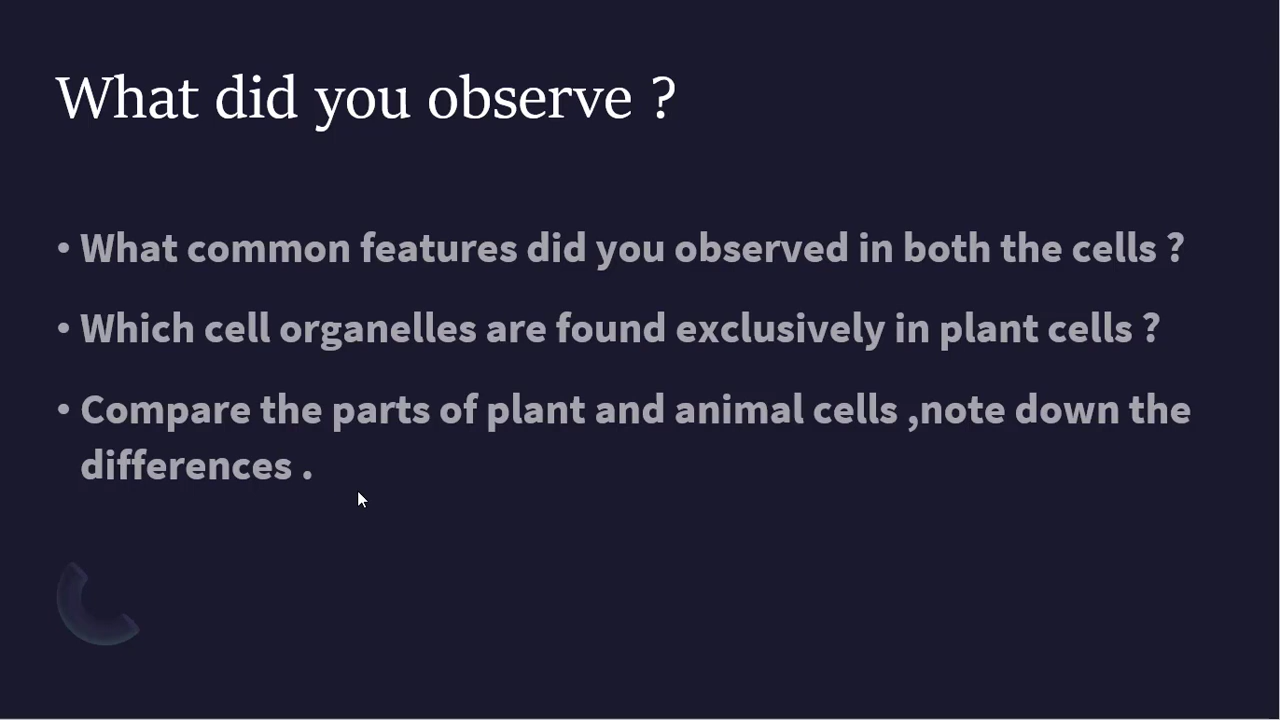 What did you observe ?
• What common features did you observed in both the cells ?
• Which cell organelles are found exclusively in plant cells ?
• Compare the parts of plant and animal cells ,note down the
differences .